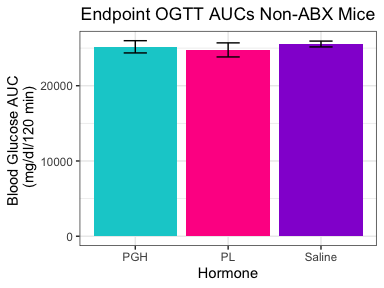 Endpoint OGTT AUCs Non-ABX Mice
Blood Glucose AUC
(mg/dl/120 min)
20000
10000
0
PGH PL Saline
Hormone